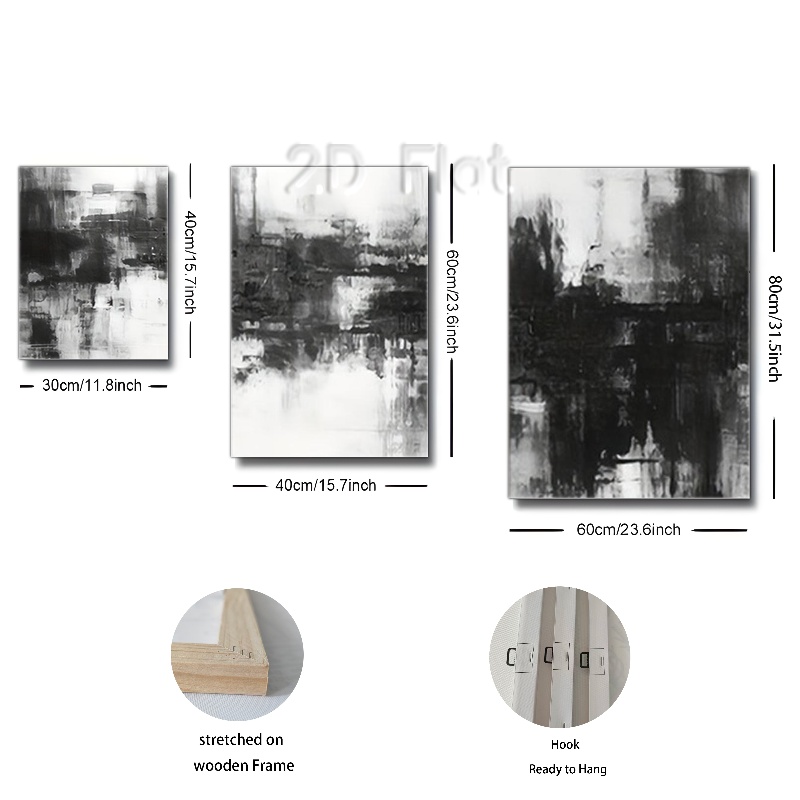 2D Flat
40cm/15.7inch
60cm/23.6inch
80cm/31.5inch
30cm/11.8inch
40cm/15.7inch
60cm/23.6inch
stretched on
wooden Frame
Hook
Ready to Hang